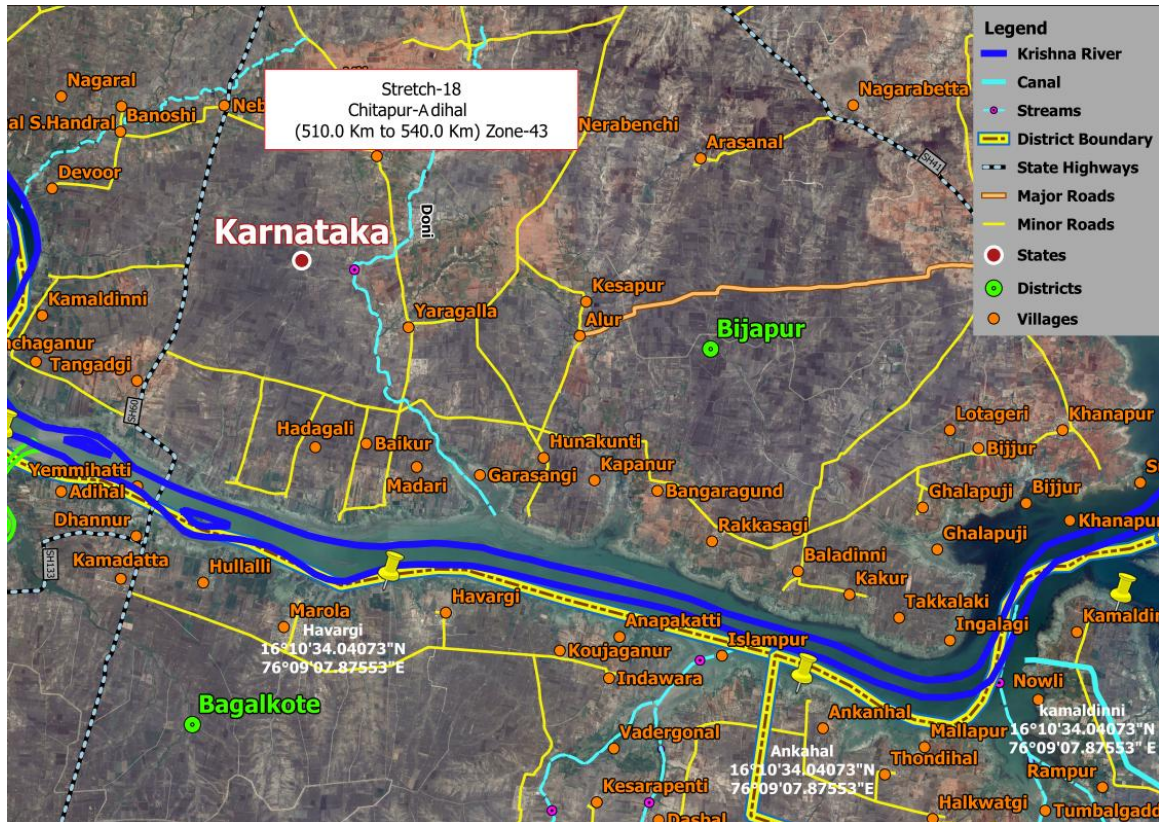 Stretch-18
Chitapur-Adihal
(510.0 Km to 540.0 Km) Zone-43
Legend
Krishna River
Canal
Streams
District Boundary
State Highways
Major Roads
Minor Roads
States
Districts
Villages
Nagaral
Banoshi
S.Handral
Devoor
Nerabenchi
Arasanal
Nagarabetta
SH41
Doni
Karnataka
Kamaldinni
Tangadgi
Yaragalla
Kesapur
Alur
Bijapur
SH60
Hadagali
Baikur
Madari
Hunakunti
Garasangi
Kapanur
Bangaragund
Rakkasagi
Lotageri
Khanapur
Bijjur
Ghalapuji
Bijjur
Khanapur
Ghalapuji
Yemmihatti
Adihal
Dhannur
SH133
Kamadatta
Hullalli
Baladinni
Kakur
Takkalaki
Ingalagi
Marola
Havargi
Havargi
16°10'34.04073"N
76°09'07.87553"E
Anapakatti
Koujaganur
Islampur
Indawara
Bagalkote
Vadergonal
Kesarapenti
Ankanhal
Ankahal
16°10'34.04073"N
76°09'07.87553"E
Mallapur
Thondihal
Halkwatgi
Nowli
kamaldinni
16°10'34.04073"N
76°09'07.87553" E
Rampur